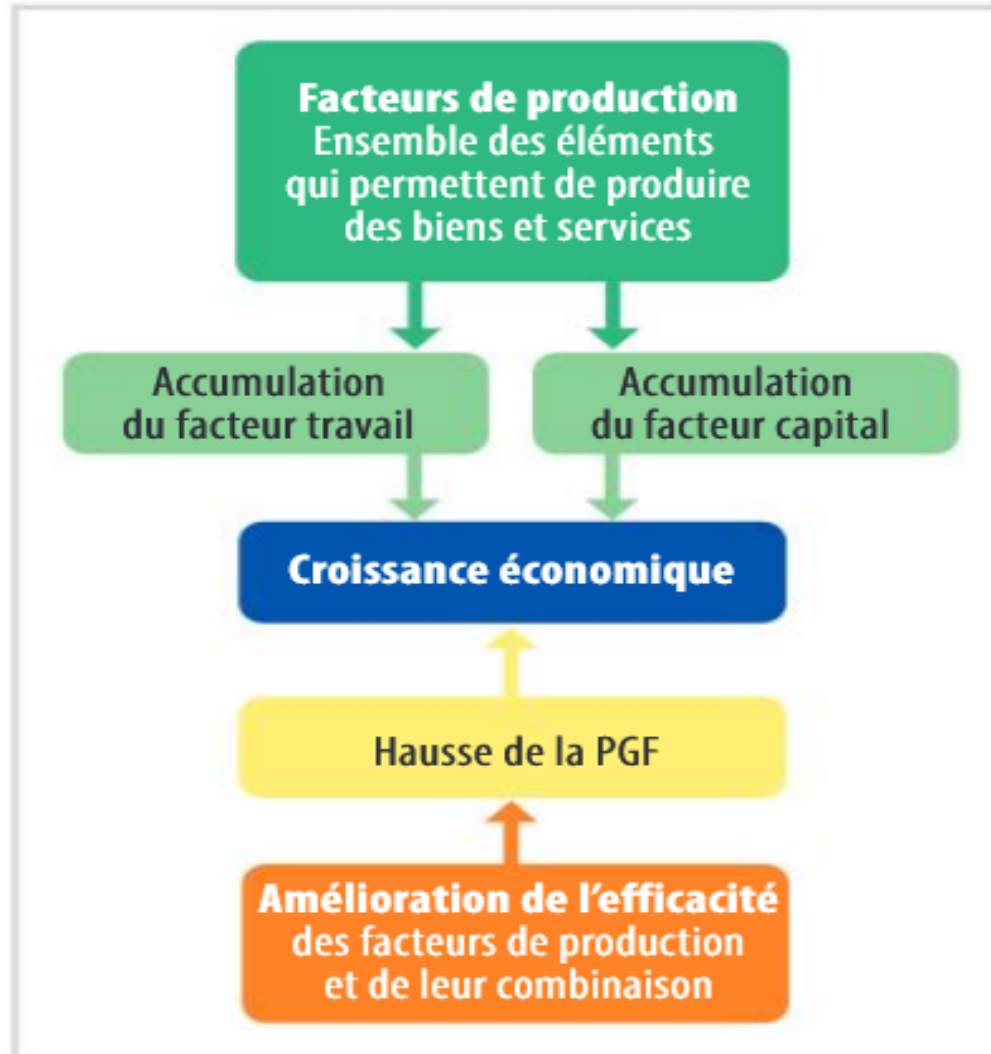 Facteurs de production
Ensemble des éléments
qui permettent de produire
des biens et services
Accumulation
du facteur travail
Accumulation
du facteur capital
Croissance économique
Hausse de la PGF
Amélioration de l'efficacité
des facteurs de production
et de leur combinaison